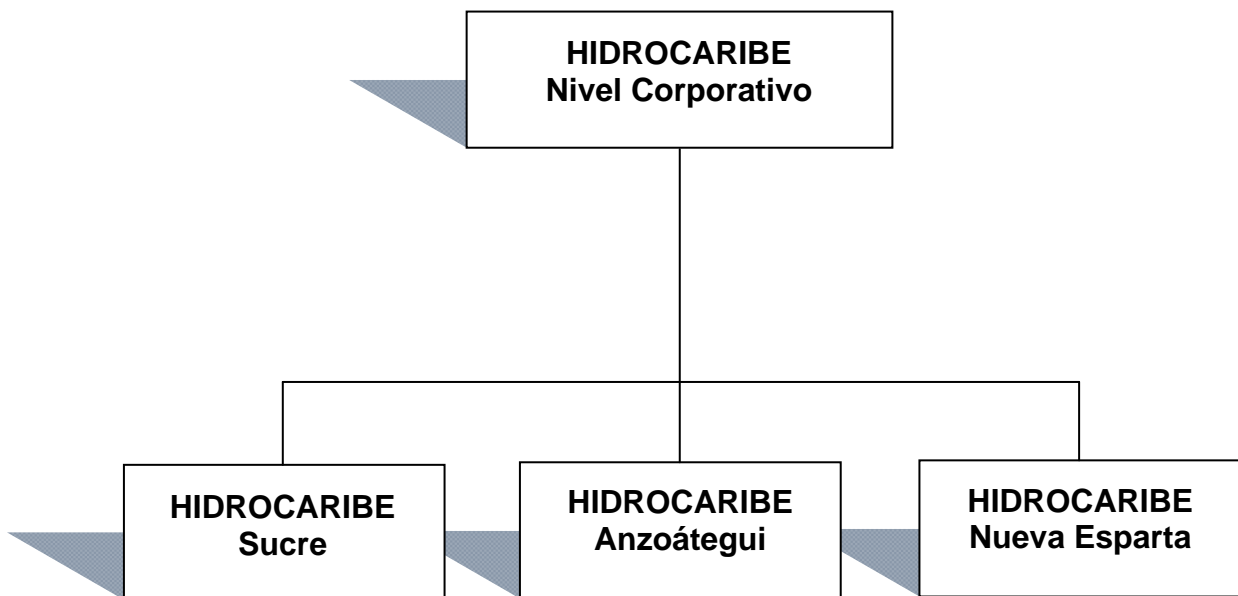 HIDROCARIBE
Nivel Corporativo
HIDROCARIBE
Sucre
HIDROCARIBE
Anzoátegui
HIDROCARIBE
Nueva Esparta